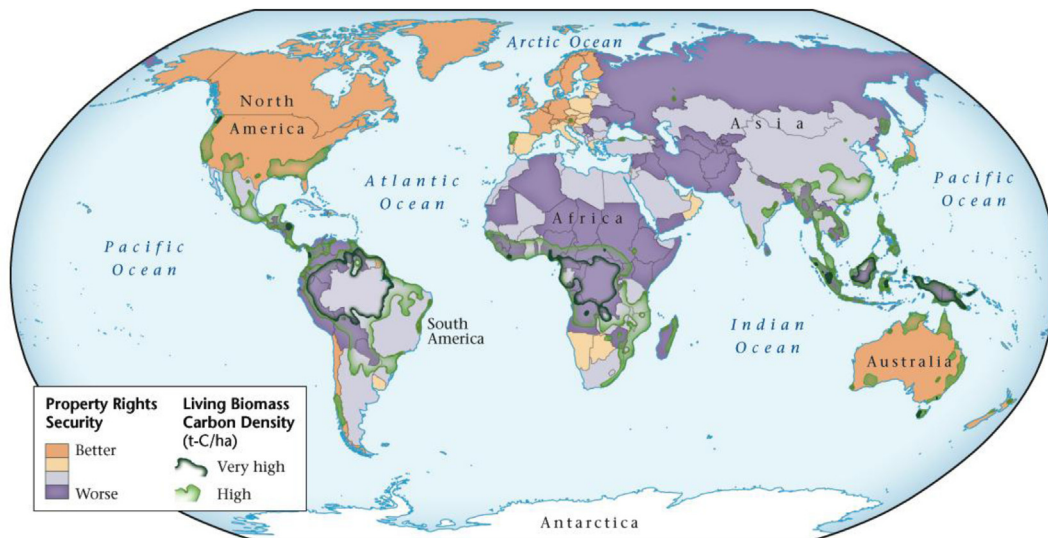 Arctic Ocean
North
America
Asia
Atlantic
Ocean
Pacific
Ocean
Africa
Pacific
Ocean
South
America
Indian
Ocean
Australia
Property Rights
Security
Better
Worse
Living Biomass
Carbon Density
(t-C/ha)
Very high
High
Antarctica